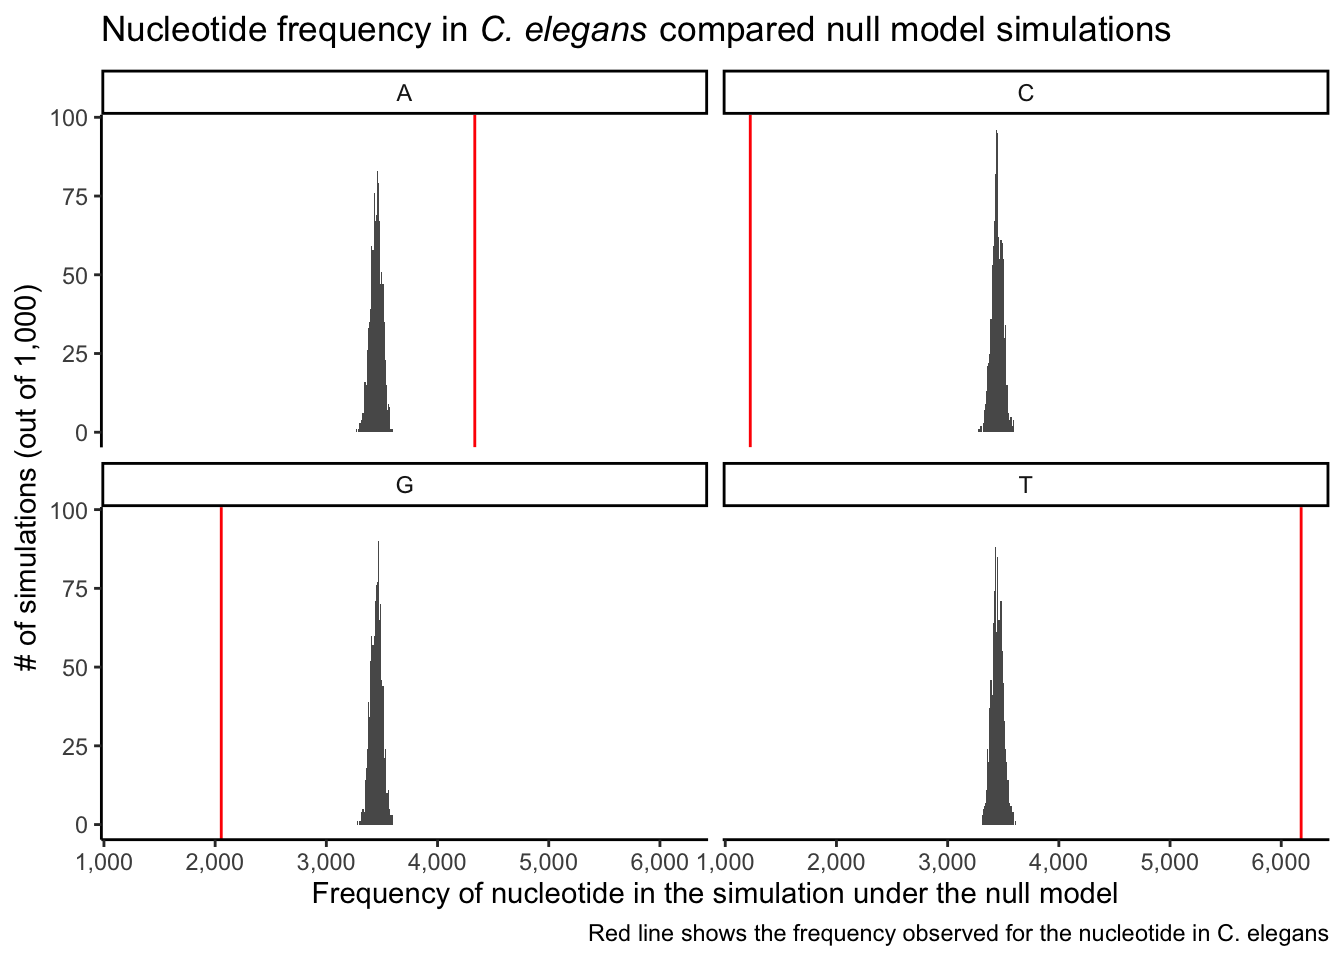 Nucleotide frequency in C. elegans compared null model simulations
A
C
100
75
50
25
0
G
T
100
75
50
25
0
# of simulations (out of 1,000)
1,000 2,000 3,000 4,000 5,000 6,000 1,000 2,000 3,000 4,000 5,000 6,000
Frequency of nucleotide in the simulation under the null model
Red line shows the frequency observed for the nucleotide in C. elegans